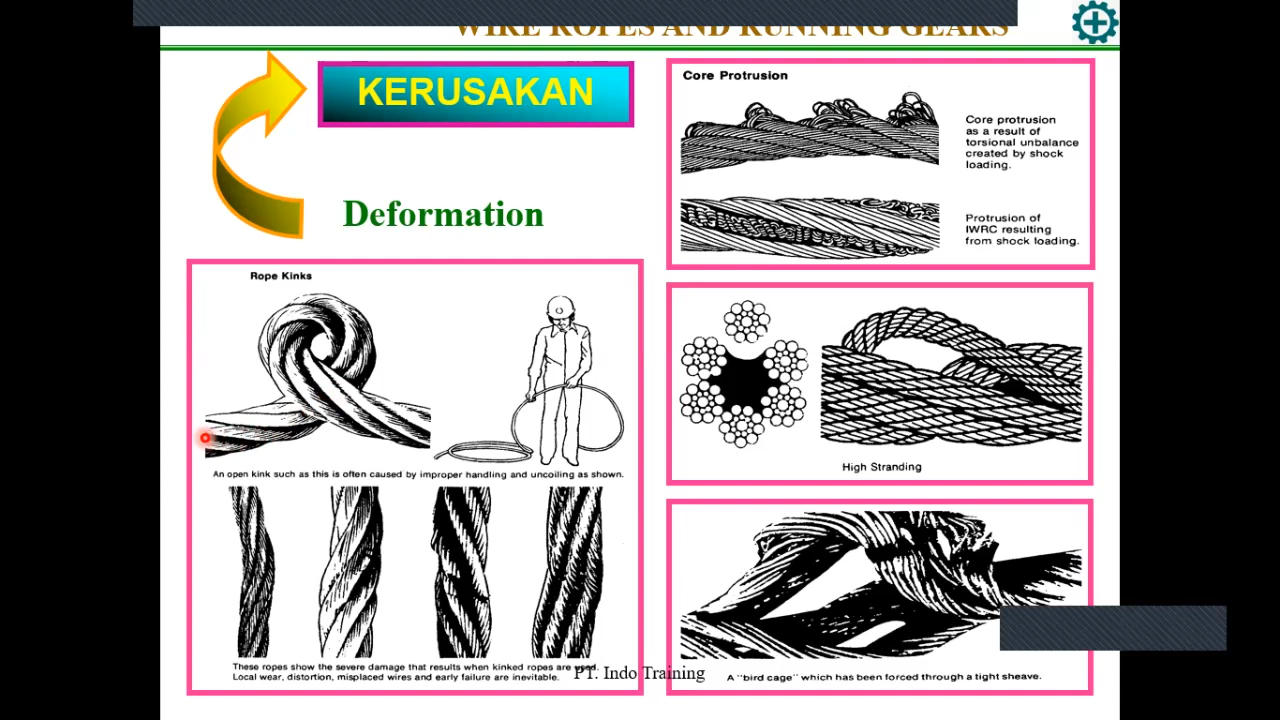 WIRE ROPES AND RUNNING GEARS
KERUSAKAN
Deformation
Core Protrusion
Core protrusion
as a result of
torsional unbalance
created by shock
loading.
Protrusion of
IWRC resulting
from shock loading.
Rope Kinks
An open kink such as this is often caused by improper handling and uncoiling as shown.
These ropes show the severe damage that results when kinked ropes are used.
Local wear, distortion, misplaced wires and early failure are inevitable.
High Stranding
A "bird cage" which has been forced through a tight sheave.
PT. Indo Training